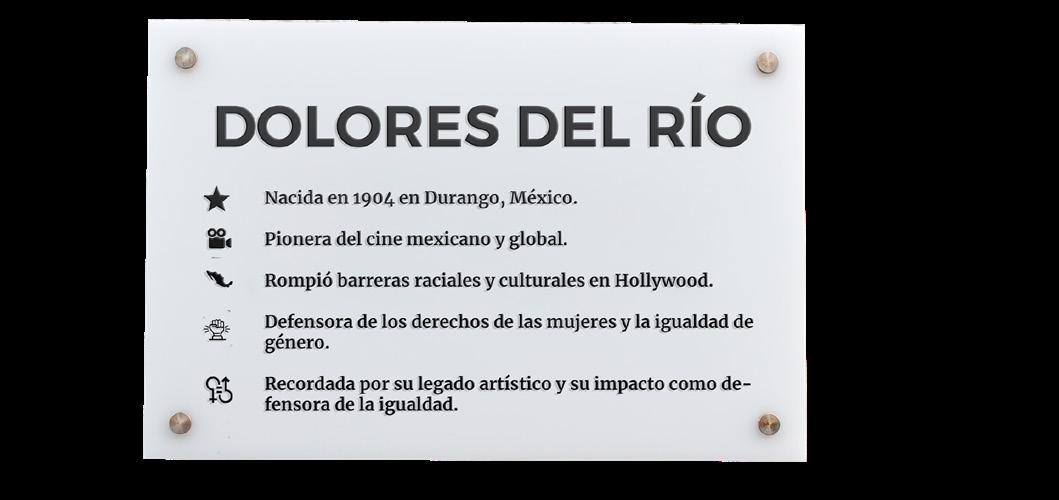 DOLORES DEL RÍO
Nacida en 1904 en Durango, México.
Pionera del cine mexicano y global.
Rompió barreras raciales y culturales en Hollywood.
Defensora de los derechos de las mujeres y la igualdad de
género.
Recordada por su legado artístico y su impacto como de-
fensora de la igualdad.